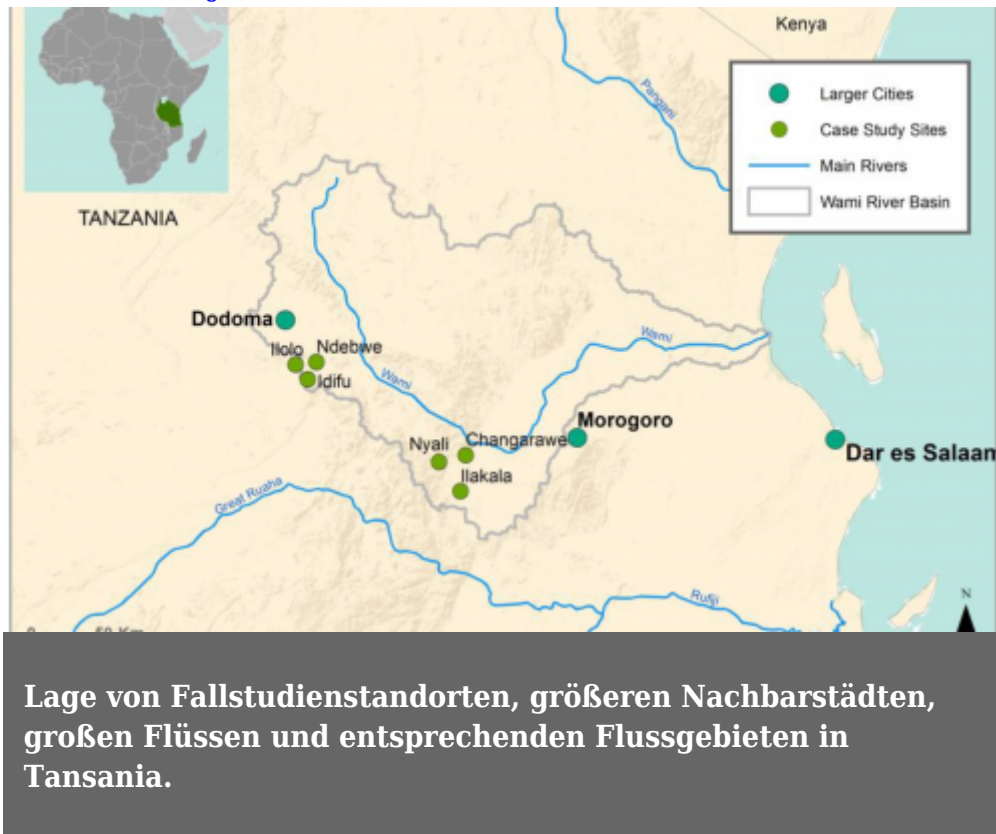 Kenya
Pangani
Larger Cities
Case Study Sites
Main Rivers
Wami River Basin
TANZANIA
Dodoma
Ilolo
Ndebwe
Idifu
Wami
Wami
Morogoro
Nyali
Changarawe
Ilakala
Dar es Salaam
Great Ruaha
Rufiji
N
Lage von Fallstudienstandorten, größeren Nachbarstädten,
großen Flüssen und entsprechenden Flussgebieten in
Tansania.